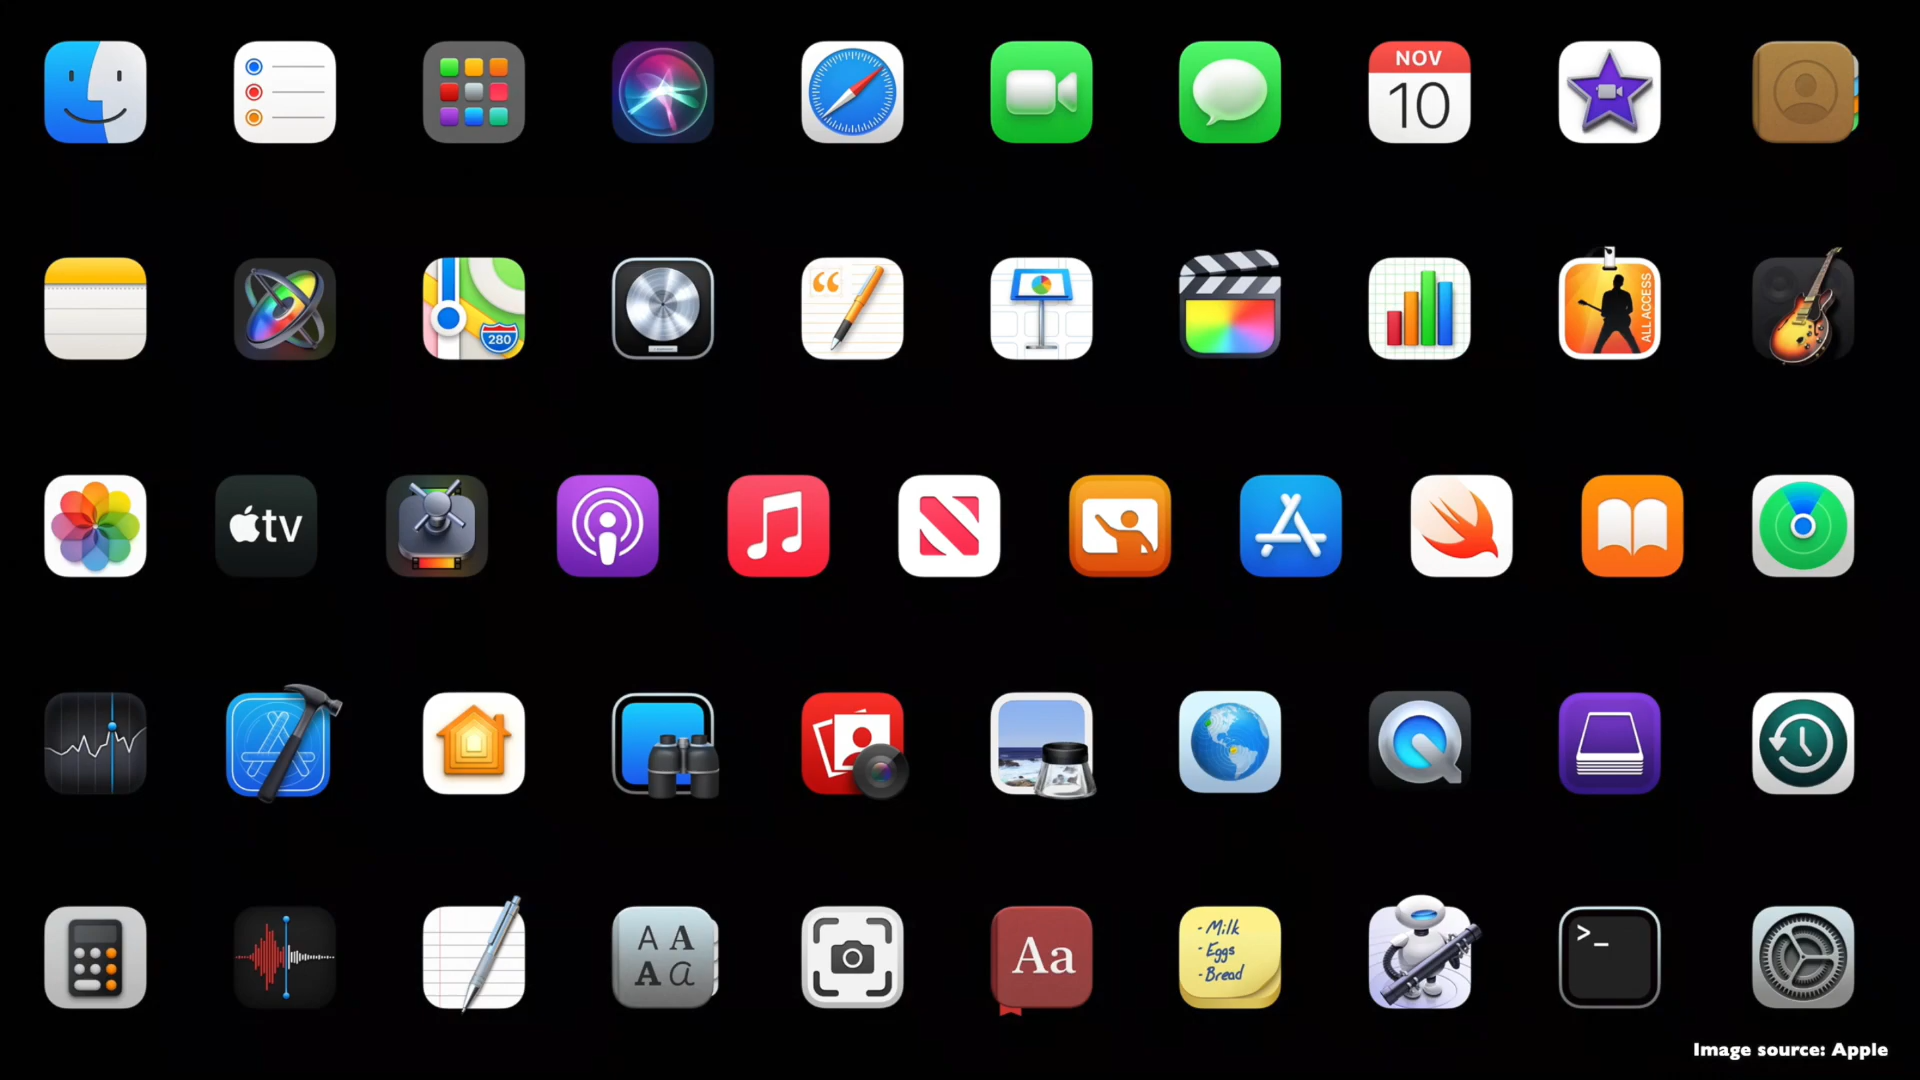 NOV
10
“
280
ALL ACCESS
tv
A A
A a
Aa
- Milk
- Eggs
- Bread
>_
Image source: Apple